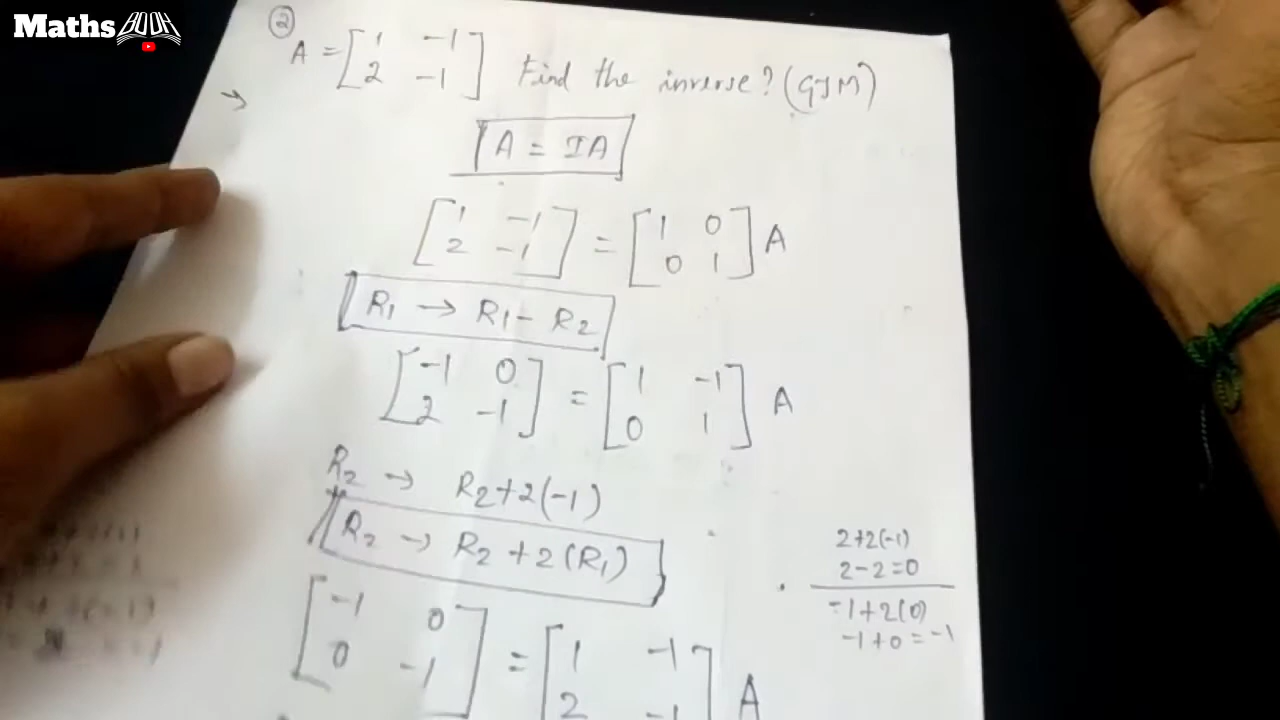 Maths BOOK
②
A = [ 1 -1
2 -1 ] Find the inverse? (GJM)
→
A = IA
[ 1 -1
2 -1 ] = [ 1 0
0 1 ] A
R1 → R1 - R2
[ -1 0
2 -1 ] = [ 1 -1
0 1 ] A
R2 → R2+2(-1)
R2 → R2 + 2(R1)
[ -1 0
0 -1 ] = [ 1 -1
2 -1 ] A
2+2(-1)
2-2=0
-1+2(0)
-1+0=-1